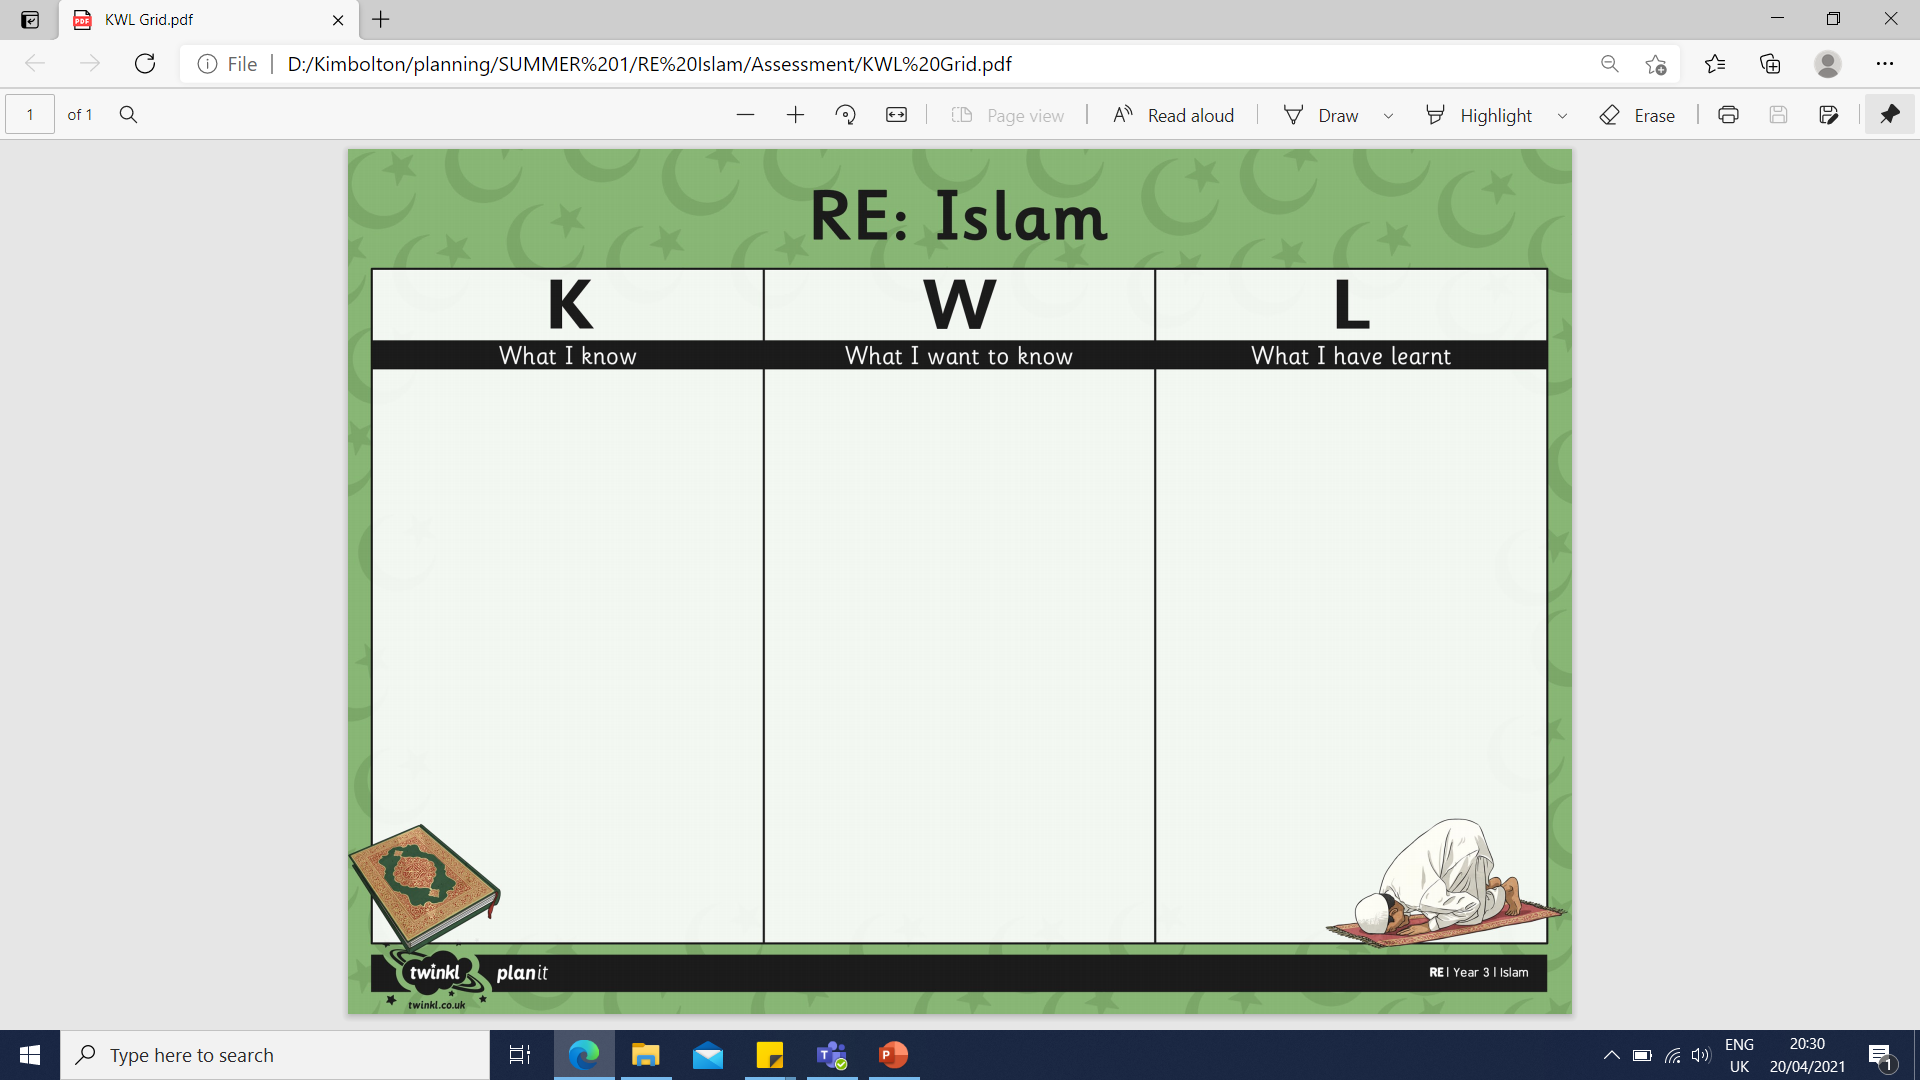 KWL Grid.pdf
File
D:/Kimbolton/planning/SUMMER%201/RE%20Islam/Assessment/KWL%20Grid.pdf
1 of 1
Page view
Read aloud
Draw
Highlight
Erase
RE: Islam
K W L
What I know What I want to know What I have learnt
twinkl planit
RE | Year 3 | Islam
twinkl.co.uk
Type here to search
ENG 20:30
UK 20/04/2021
1